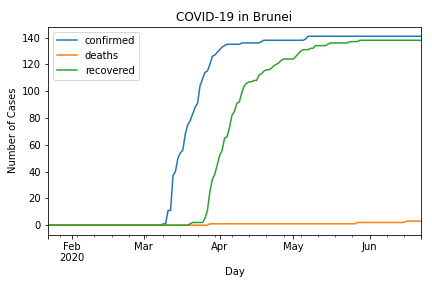 COVID-19 in Brunei
confirmed
deaths
recovered
Number of Cases
140
120
100
80
60
40
20
0
Feb
2020
Mar
Apr
May
Jun
Day